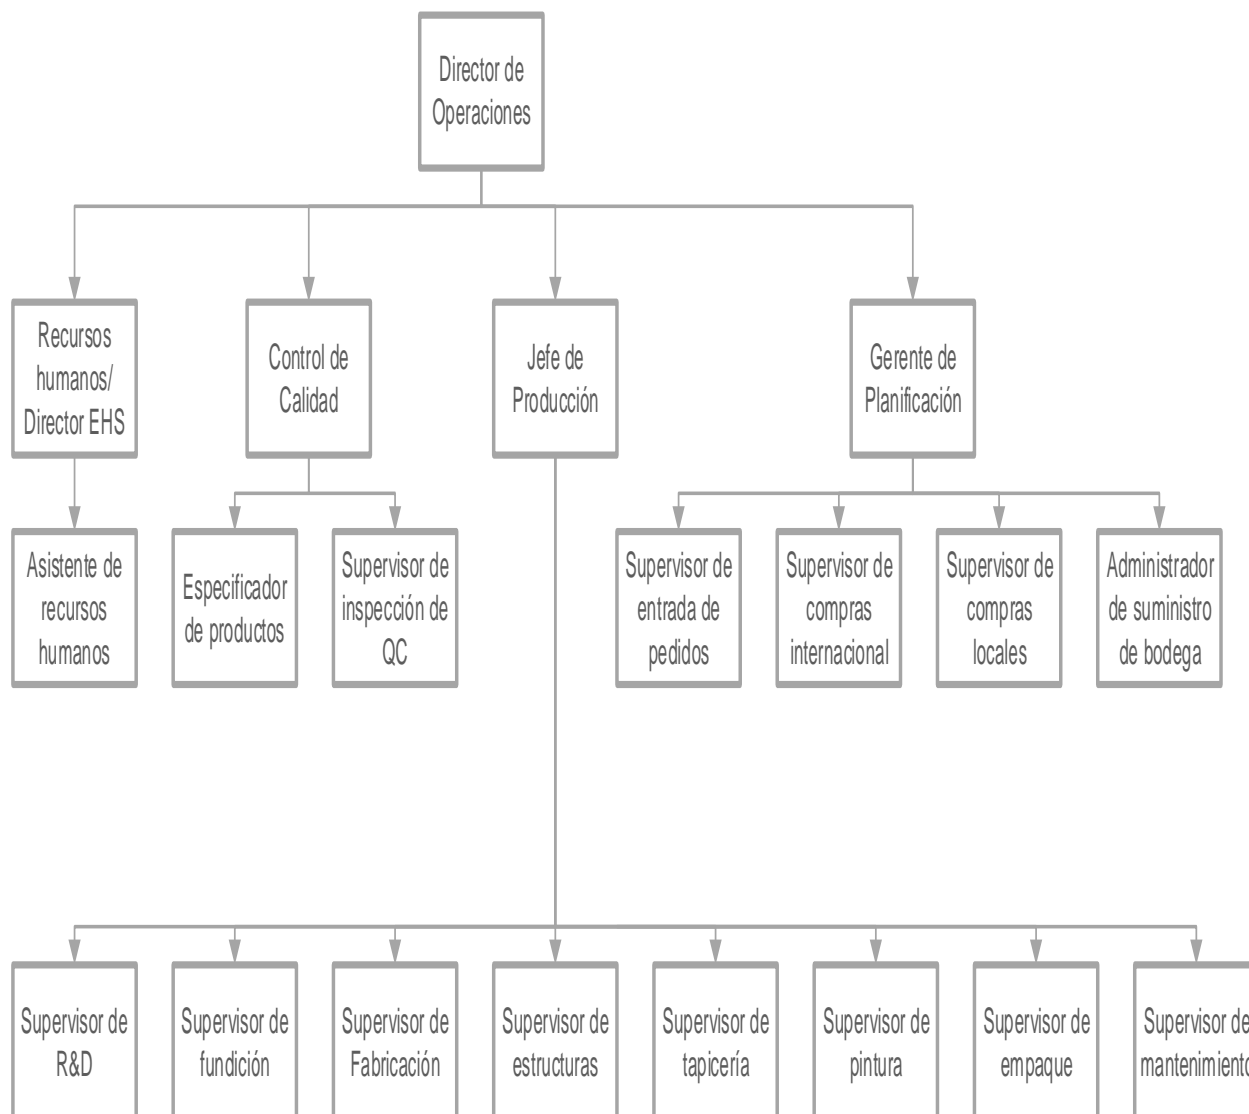 Director de
Operaciones
Recursos
humanos/
Director EHS
Control de
Calidad
Jefe de
Producción
Gerente de
Planificación
Asistente de
recursos
humanos
Especificador
de productos
Supervisor de
inspección de
QC
Supervisor de
entrada de
pedidos
Supervisor de
compras
internacional
Supervisor de
compras
locales
Administrador
de suministro
de bodega
Supervisor de
R&D
Supervisor de
fundición
Supervisor de
Fabricación
Supervisor de
estructuras
Supervisor de
tapicería
Supervisor de
pintura
Supervisor de
empaque
Supervisor de
mantenimiento